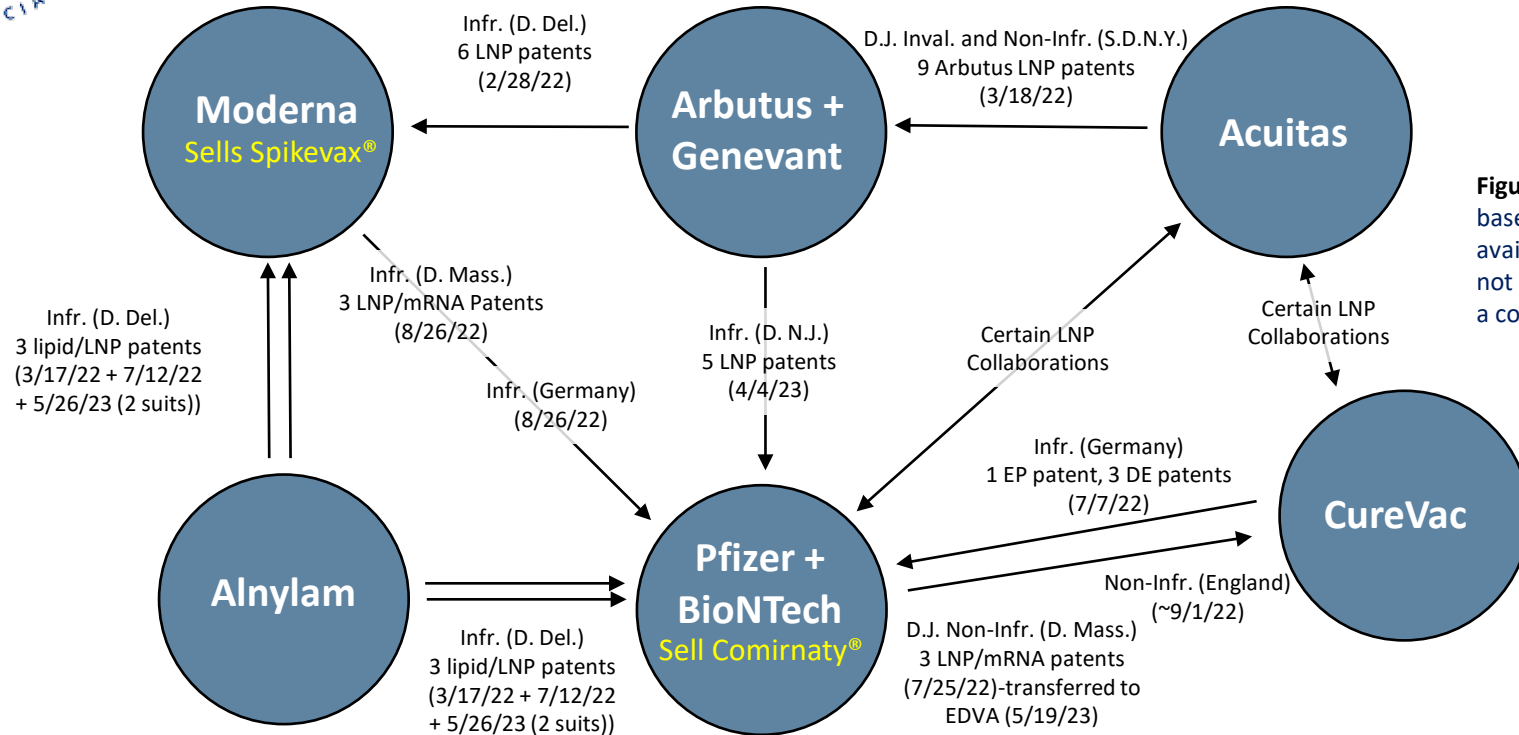 CIA
Infr. (D. Del.)
6 LNP patents
(2/28/22)
D.J. Inval. and Non-Infr. (S.D.N.Y.)
9 Arbutus LNP patents
(3/18/22)
Moderna
Sells Spikevax®
Arbutus +
Genevant
Acuitas
Figu
base
avai
not
a co
Infr. (D. Del.)
3 lipid/LNP patents
(3/17/22 + 7/12/22
+ 5/26/23 (2 suits))
Infr. (D. Mass.)
3 LNP/mRNA Patents
(8/26/22)
Infr. (Germany)
(8/26/22)
Infr. (D. N.J.)
5 LNP patents
(4/4/23)
Certain LNP
Collaborations
Certain LNP
Collaborations
Infr. (Germany)
1 EP patent, 3 DE patents
(7/7/22)
CureVac
Alnylam
Pfizer +
BioNTech
Sell Comirnaty®
Non-Infr. (England)
(~9/1/22)
Infr. (D. Del.)
3 lipid/LNP patents
(3/17/22 + 7/12/22
+ 5/26/23 (2 suits))
D.J. Non-Infr. (D. Mass.)
3 LNP/mRNA patents
(7/25/22)-transferred to
EDVA (5/19/23)